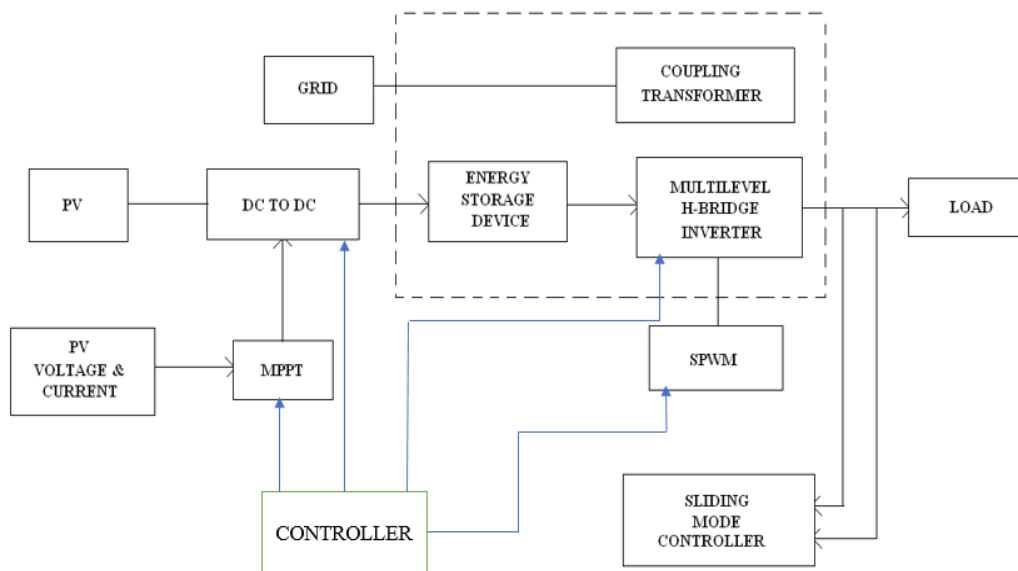 COUPLING
TRANSFORMER
GRID
PV
DC TO DC
ENERGY
STORAGE
DEVICE
MULTILEVEL
H-BRIDGE
INVERTER
LOAD
PV
VOLTAGE &
CURRENT
MPPT
SPWM
CONTROLLER
SLIDING
MODE
CONTROLLER